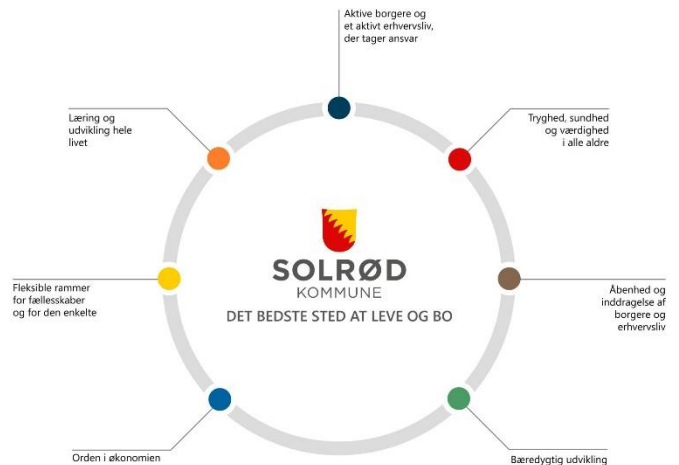 Aktive borgere og
et aktivt erhvervsliv,
der tager ansvar
Læring og
udvikling hele
livet
Tryghed, sundhed
og værdighed
i alle aldre
SOLRØD
KOMMUNE
DET BEDSTE STED AT LEVE OG BO
Fleksible rammer
for fællesskaber
og for den enkelte
Åbenhed og
inddragelse af
borgere og
erhvervsliv
Orden i økonomien
Bæredygtig udvikling